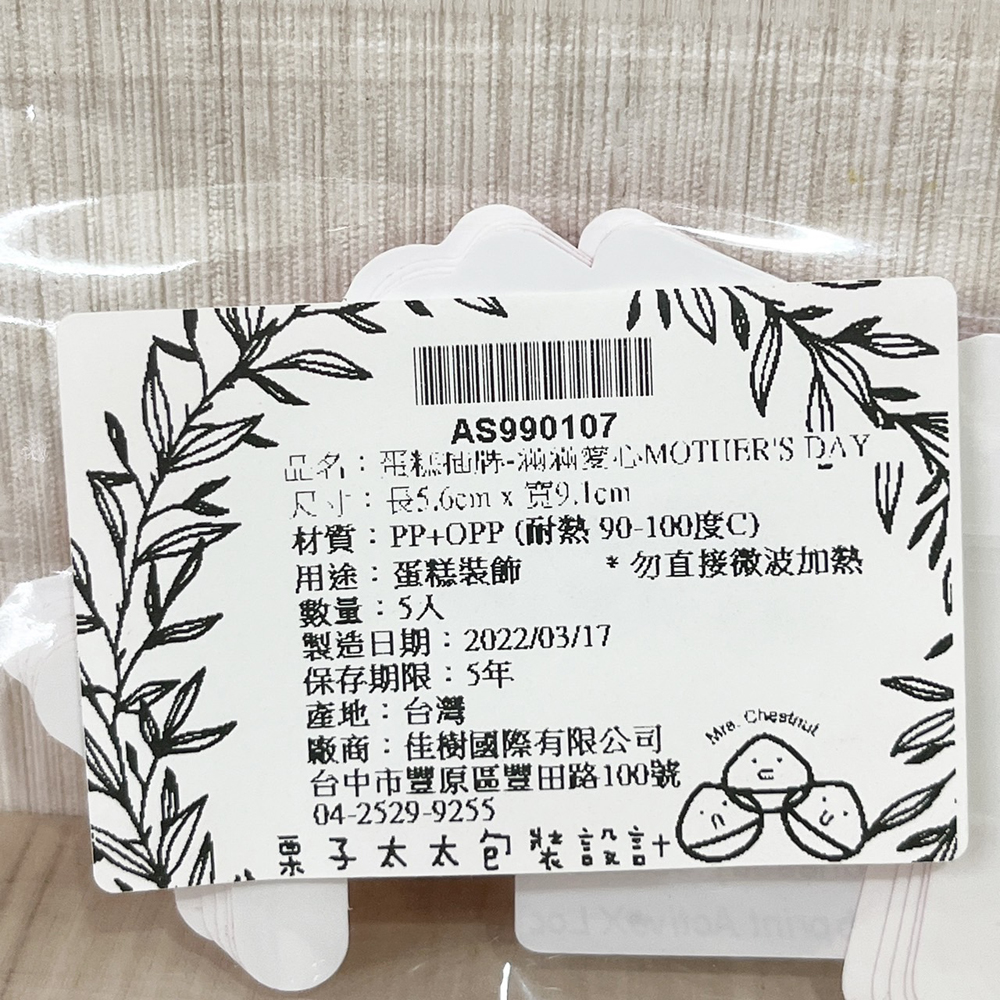 AS990107
品名：蛋糕插牌-滿滿愛心MOTHER'S DAY
尺寸：長5.6cm x 寬9.1cm
材質：PP+OPP (耐熱 90-100度C)
用途：蛋糕裝飾 *勿直接微波加熱
數量：5入
製造日期：2022/03/17
保存期限：5年
產地：台灣
廠商：佳樹國際有限公司
台中市豐原區豐田路100號
04-2529-9255
Mrs. Chestnut
栗子太太包裝設計+